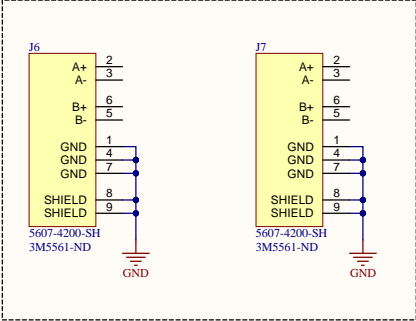 J6
A+ 2
A- 3
B+ 6
B- 5
GND 1
GND 4
GND 7
SHIELD 8
SHIELD 9
5607-4200-SH
3M5561-ND
GND
J7
A+ 2
A- 3
B+ 6
B- 5
GND 1
GND 4
GND 7
SHIELD 8
SHIELD 9
5607-4200-SH
3M5561-ND
GND